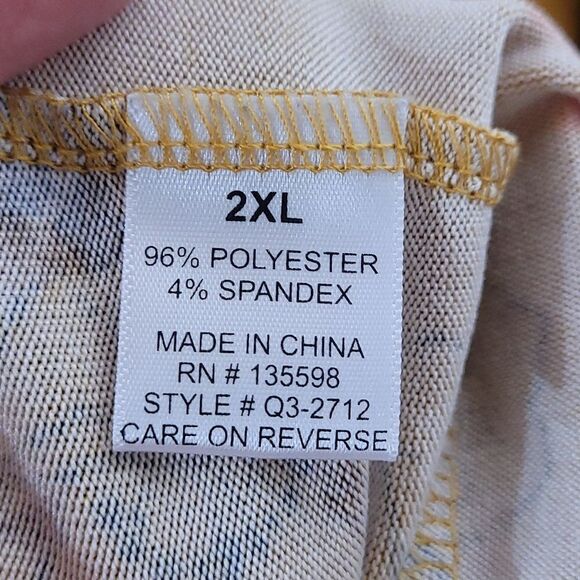 2XL
96% POLYESTER
4% SPANDEX
MADE IN CHINA
RN # 135598
STYLE # Q3-2712
CARE ON REVERSE